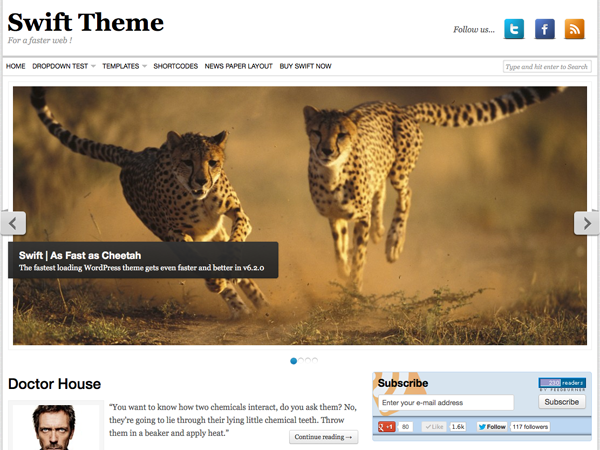 Swift Theme
For a faster web !
Follow us...
HOME DROPDOWN TEST TEMPLATES SHORTCODES NEWS PAPER LAYOUT BUY SWIFT NOW
Type and hit enter to Search
Swift | As Fast as Cheetah
The fastest loading WordPress theme gets even faster and better in v6.2.0
Doctor House
“You want to know how two chemicals interact, do you ask them? No,
they're going to lie through their lying little chemical teeth. Throw
them in a beaker and apply heat.”
Continue reading →
Subscribe
230 readers
BY FEEDBURNER
Enter your e-mail address
Subscribe
+1 80 Like 1.6k Follow 117 followers